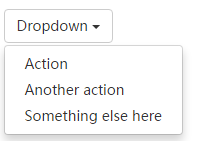 Dropdown
Action
Another action
Something else here